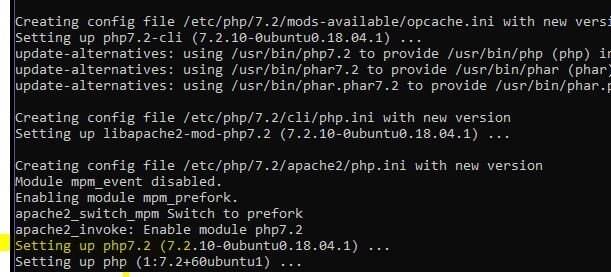 Creating config file /etc/php/7.2/mods-available/opcache.ini with new versi
Setting up php7.2-cli (7.2.10-0ubuntu0.18.04.1) ...
update-alternatives: using /usr/bin/php7.2 to provide /usr/bin/php (php) in
update-alternatives: using /usr/bin/phar7.2 to provide /usr/bin/phar (phar)
update-alternatives: using /usr/bin/phar.phar7.2 to provide /usr/bin/phar.p
Creating config file /etc/php/7.2/cli/php.ini with new version
Setting up libapache2-mod-php7.2 (7.2.10-0ubuntu0.18.04.1) ...
Creating config file /etc/php/7.2/apache2/php.ini with new version
Module mpm_event disabled.
Enabling module mpm_prefork.
apache2_switch_mpm Switch to prefork
apache2_invoke: Enable module php7.2
Setting up php7.2 (7.2.10-0ubuntu0.18.04.1) ...
Setting up php (1:7.2+60ubuntu1) ...